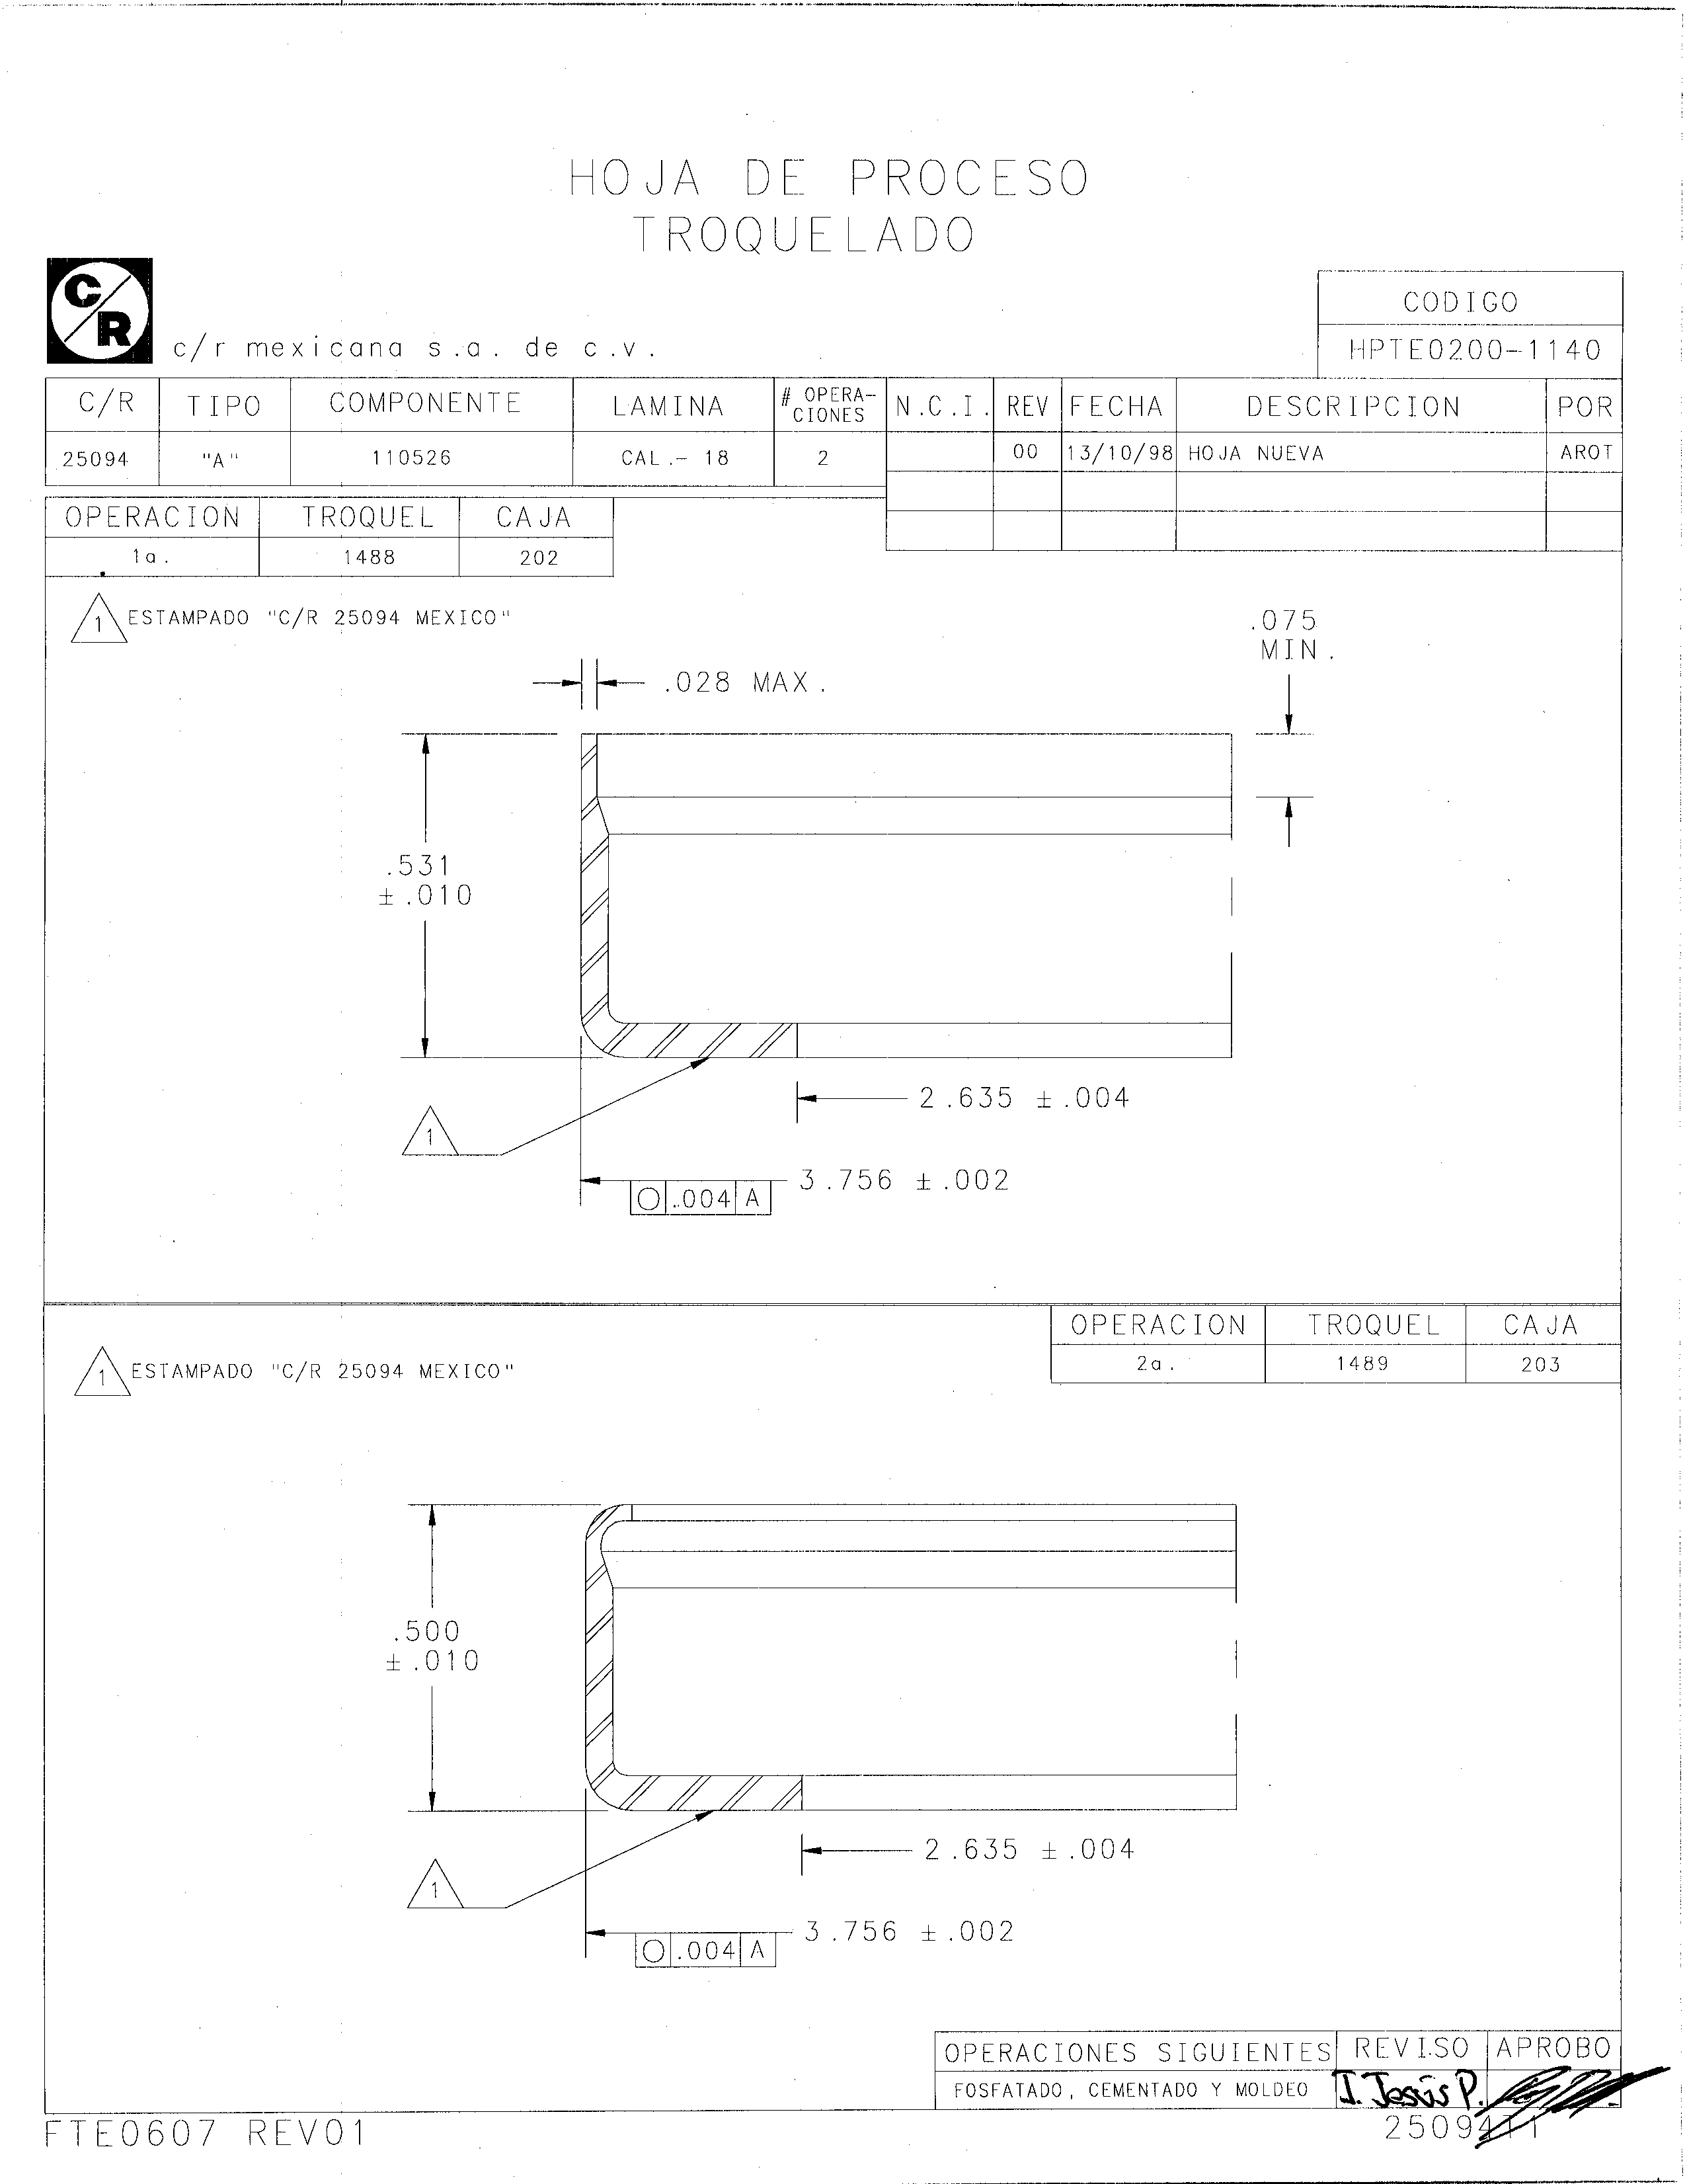 HOJA DE PROCESO
TROQUELADO
C/R
c/r mexicana s.a. de c.v.
CODIGO
HPTE0200-1140
C/R TIPO COMPONENTE LAMINA # OPERA-CIONES N.C.I. REV FECHA DESCRIPCION POR
25094 "A" 110526 CAL.- 18 2 00 13/10/98 HOJA NUEVA AROT
OPERACION TROQUEL CAJA
1a. 1488 202
1 ESTAMPADO "C/R 25094 MEXICO"
.075
MIN.
.028 MAX.
.531
±.010
2.635 ±.004
1
3.756 ±.002
○ .004 A
OPERACION TROQUEL CAJA
2a. 1489 203
1 ESTAMPADO "C/R 25094 MEXICO"
.500
±.010
2.635 ±.004
1
3.756 ±.002
○ .004 A
OPERACIONES SIGUIENTES REVISO APROBO
FOSFATADO, CEMENTADO Y MOLDEO I. Jesús P.
FTE0607 REV01
25094T1